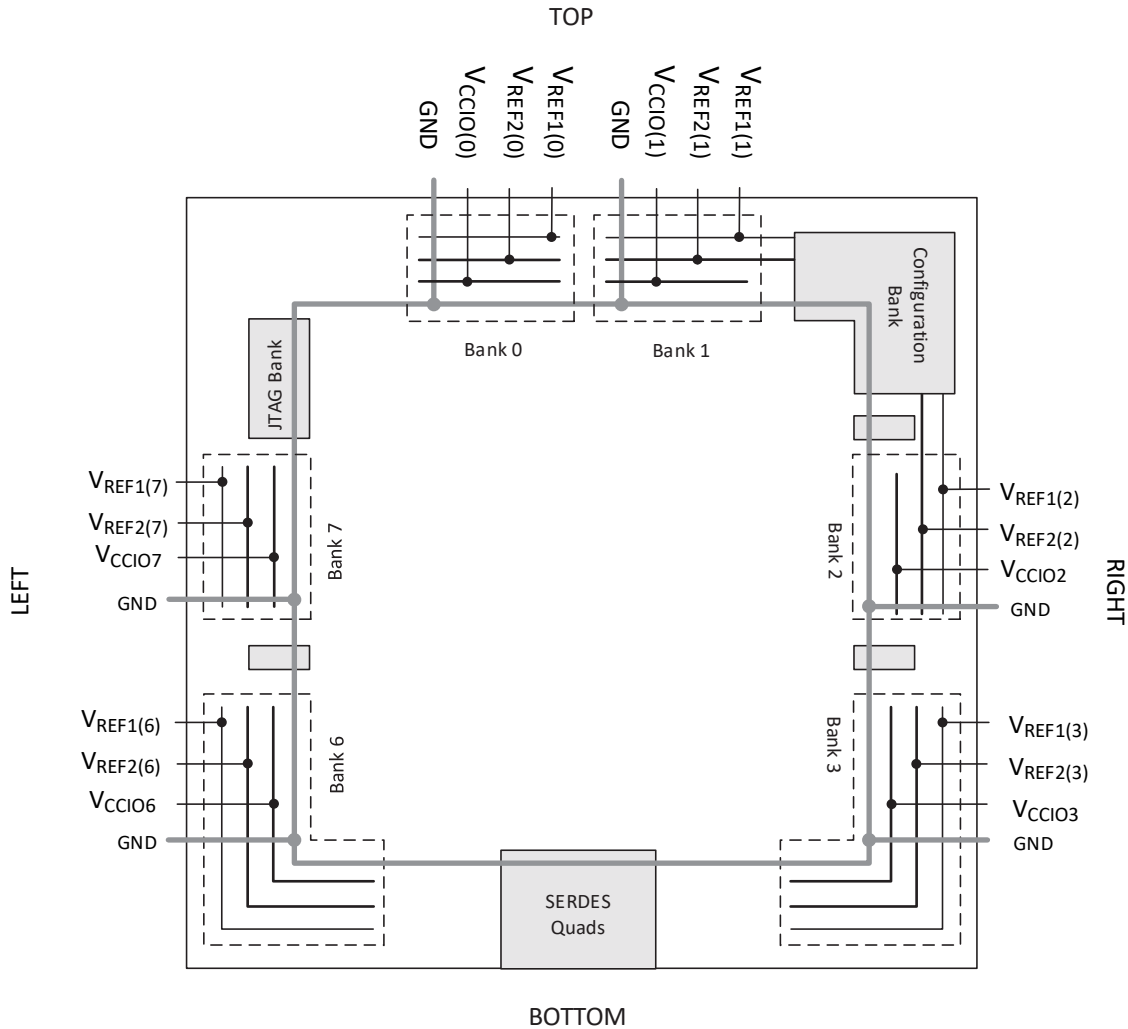 TOP
GND
VCCIO(0)
VREF2(0)
VREF1(0)
GND
VCCIO(1)
VREF2(1)
VREF1(1)
Configuration
Bank
Bank 0
Bank 1
JTAG Bank
VREF1(7)
VREF2(7)
VCCIO7
GND
Bank 7
Bank 2
VREF1(2)
VREF2(2)
VCCIO2
GND
LEFT
RIGHT
VREF1(6)
VREF2(6)
VCCIO6
GND
Bank 6
Bank 3
VREF1(3)
VREF2(3)
VCCIO3
GND
SERDES
Quads
BOTTOM